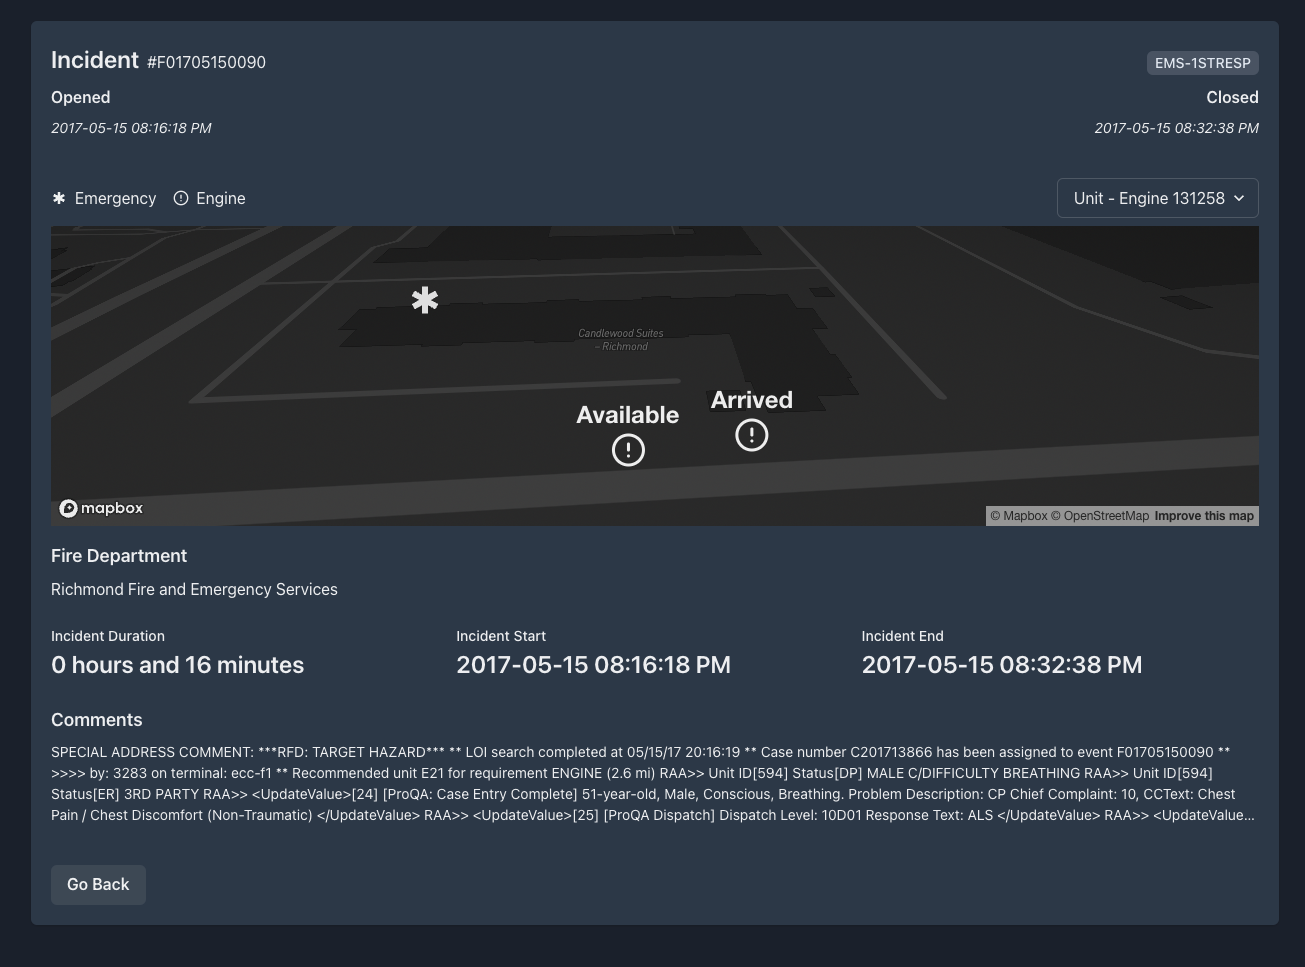 Incident #F01705150090
EMS-1STRESP
Opened
Closed
2017-05-15 08:16:18 PM
2017-05-15 08:32:38 PM
Emergency
Engine
Unit - Engine 131258
Candlewood Suites
– Richmond
Available
Arrived
mapbox
© Mapbox © OpenStreetMap Improve this map
Fire Department
Richmond Fire and Emergency Services
Incident Duration
0 hours and 16 minutes
Incident Start
2017-05-15 08:16:18 PM
Incident End
2017-05-15 08:32:38 PM
Comments
SPECIAL ADDRESS COMMENT: ***RFD: TARGET HAZARD*** ** LOI search completed at 05/15/17 20:16:19 ** Case number C201713866 has been assigned to event F01705150090 **
>>>> by: 3283 on terminal: ecc-f1 ** Recommended unit E21 for requirement ENGINE (2.6 mi) RAA>> Unit ID[594] Status[DP] MALE C/DIFFICULTY BREATHING RAA>> Unit ID[594]
Status[ER] 3RD PARTY RAA>> <UpdateValue>[24] [ProQA: Case Entry Complete] 51-year-old, Male, Conscious, Breathing. Problem Description: CP Chief Complaint: 10, CCText: Chest
Pain / Chest Discomfort (Non-Traumatic) </UpdateValue> RAA>> <UpdateValue>[25] [ProQA Dispatch] Dispatch Level: 10D01 Response Text: ALS </UpdateValue> RAA>> <UpdateValue...
Go Back